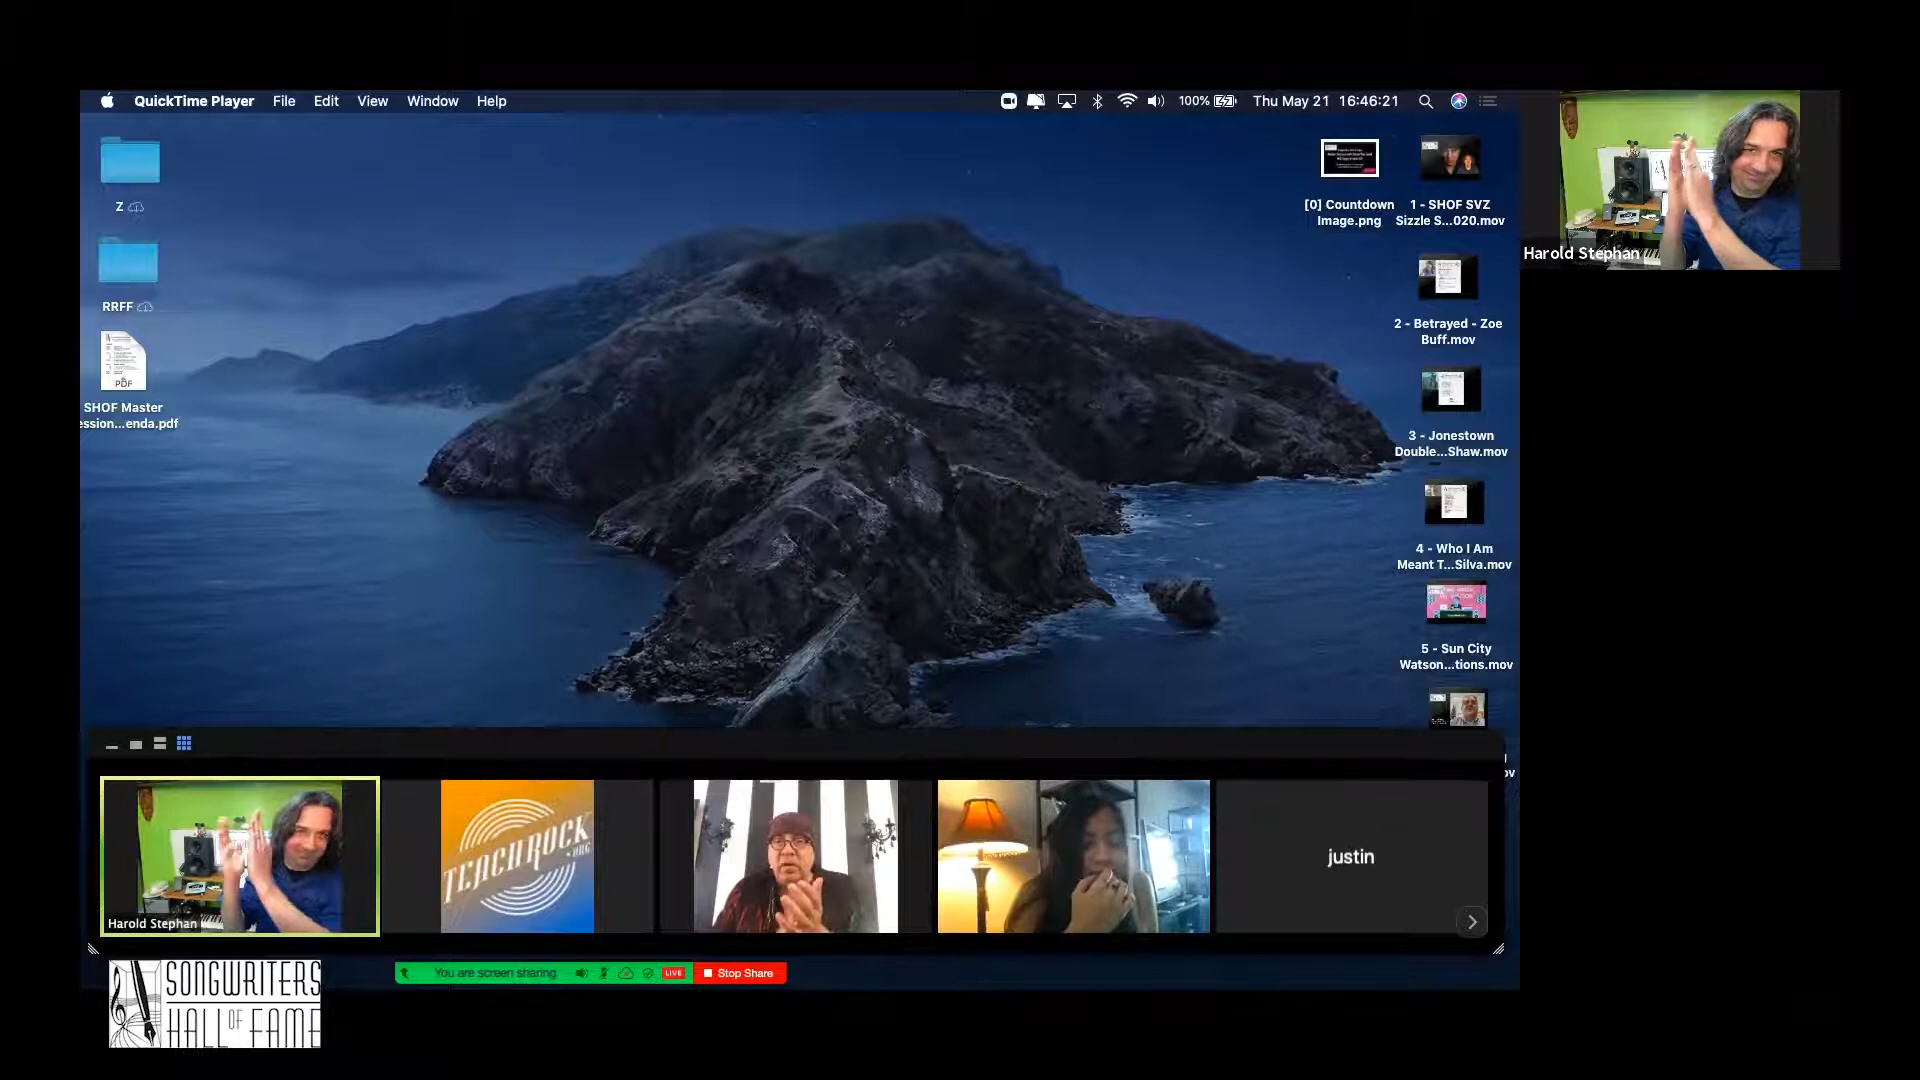 QuickTime Player File Edit View Window Help
100% Thu May 21 16:46:21
Z
RRFF
PDF
SHOF Master
ession...enda.pdf
[0] Countdown
Image.png
1 - SHOF SVZ
Sizzle S...020.mov
2 - Betrayed - Zoe
Buff.mov
3 - Jonestown
Double...Shaw.mov
4 - Who I Am
Meant T...Silva.mov
5 - Sun City
Watson...tions.mov
ov
Harold Stephan
Harold Stephan
TEACHROCK
.ORG
justin
You are screen sharing LIVE Stop Share
SONGWRITERS
HALL OF FAME